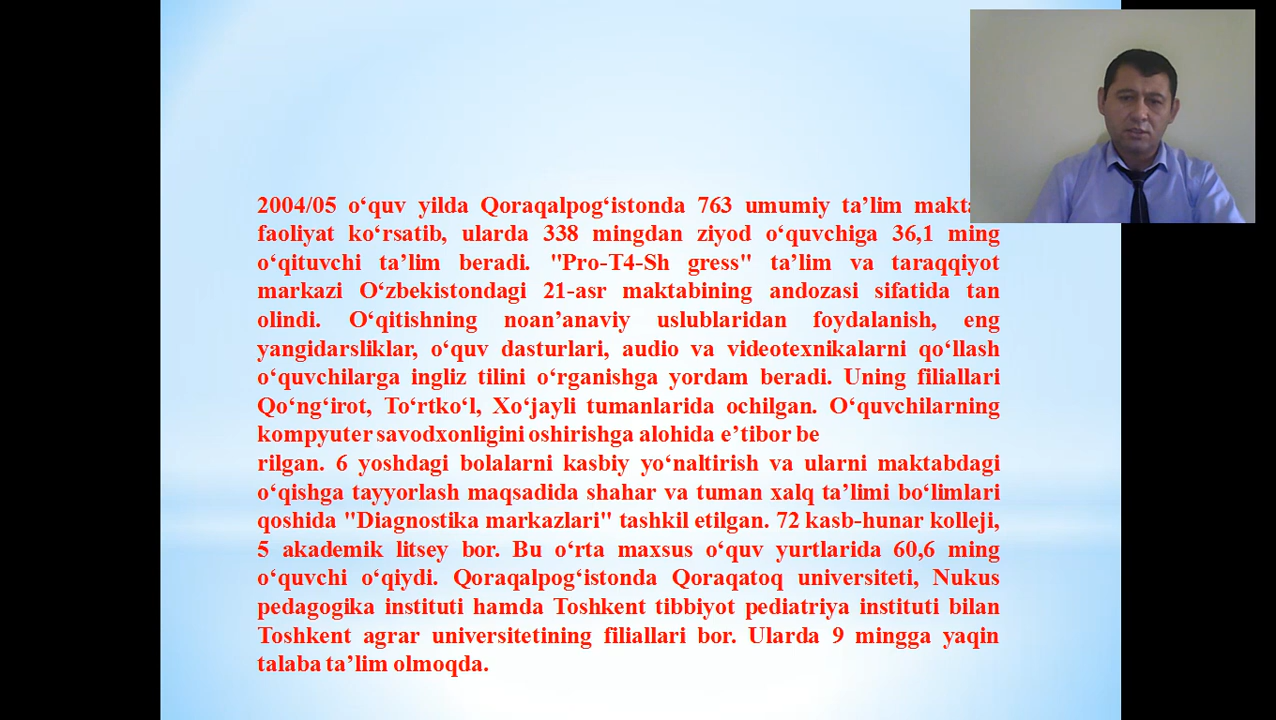 2004/05 o‘quv yilda Qoraqalpog‘istonda 763 umumiy ta’lim
faoliyat ko‘rsatib, ularda 338 mingdan ziyod o‘quvchiga 36,1 ming
o‘qituvchi ta’lim beradi. "Pro-T4-Sh gress" ta’lim va taraqqiyot
markazi O‘zbekistondagi 21-asr maktabining andozasi sifatida tan
olindi. O‘qitishning noan’anaviy uslublaridan foydalanish, eng
yangidarsliklar, o‘quv dasturlari, audio va videotexnikalarni qo‘llash
o‘quvchilarga ingliz tilini o‘rganishga yordam beradi. Uning filiallari
Qo‘ng‘irot, To‘rtko‘l, Xo‘jayli tumanlarida ochilgan. O‘quvchilarning
kompyuter savodxonligini oshirishga alohida e’tibor be
rilgan. 6 yoshdagi bolalarni kasbiy yo‘naltirish va ularni maktabdagi
o‘qishga tayyorlash maqsadida shahar va tuman xalq ta’limi bo‘limlari
qoshida "Diagnostika markazlari" tashkil etilgan. 72 kasb-hunar kolleji,
5 akademik litsey bor. Bu o‘rta maxsus o‘quv yurtlarida 60,6 ming
o‘quvchi o‘qiydi. Qoraqalpog‘istonda Qoraqatoq universiteti, Nukus
pedagogika instituti hamda Toshkent tibbiyot pediatriya instituti bilan
Toshkent agrar universitetining filiallari bor. Ularda 9 mingga yaqin
talaba ta’lim olmoqda.